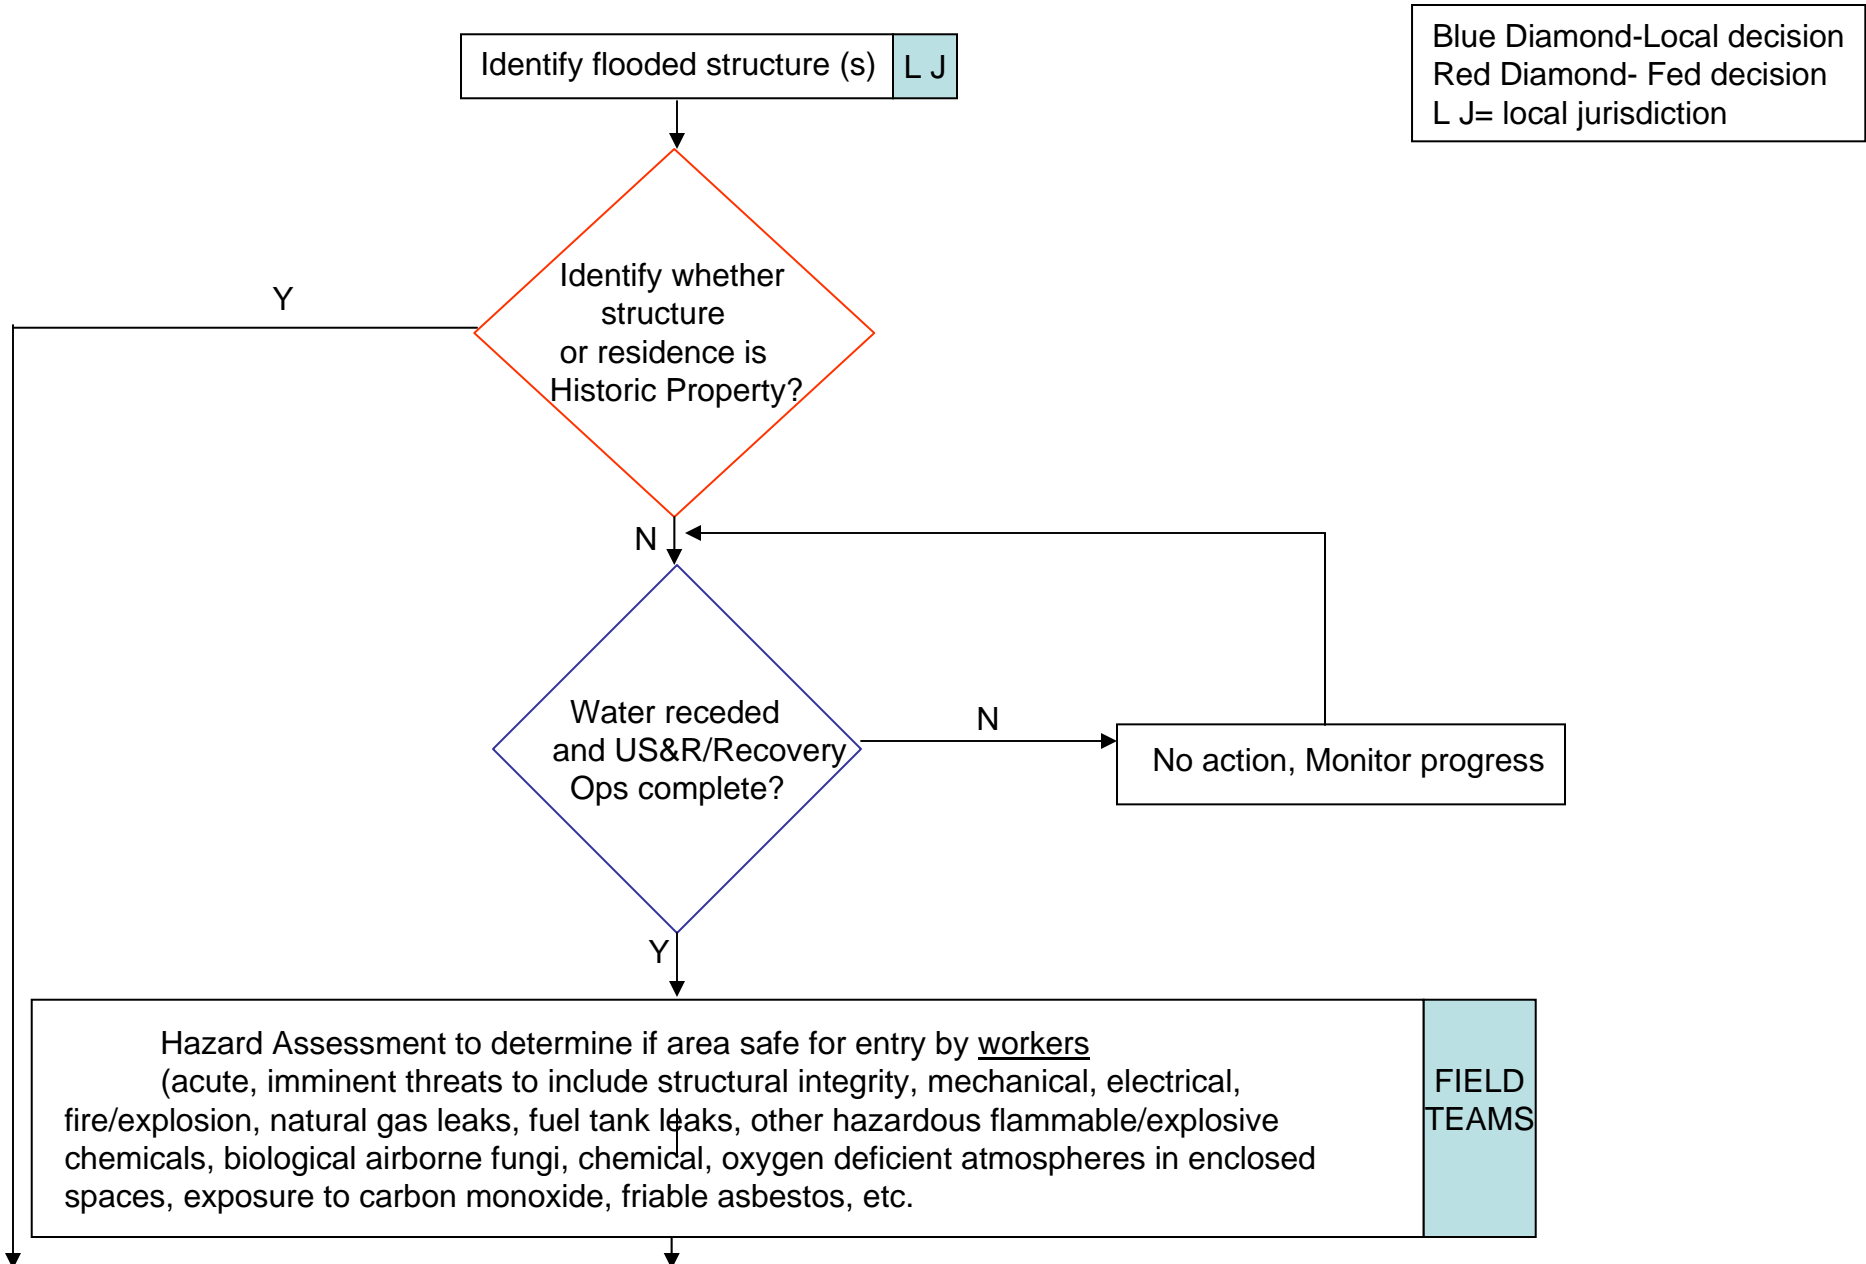 Identify flooded structure (s) L J
Blue Diamond-Local decision
Red Diamond- Fed decision
L J= local jurisdiction
Identify whether
structure
or residence is
Historic Property?
Y
N
Water receded
and US&R/Recovery
Ops complete?
N
No action, Monitor progress
Y
Hazard Assessment to determine if area safe for entry by workers
(acute, imminent threats to include structural integrity, mechanical, electrical,
fire/explosion, natural gas leaks, fuel tank leaks, other hazardous flammable/explosive
chemicals, biological airborne fungi, chemical, oxygen deficient atmospheres in enclosed
spaces, exposure to carbon monoxide, friable asbestos, etc.
FIELD
TEAMS